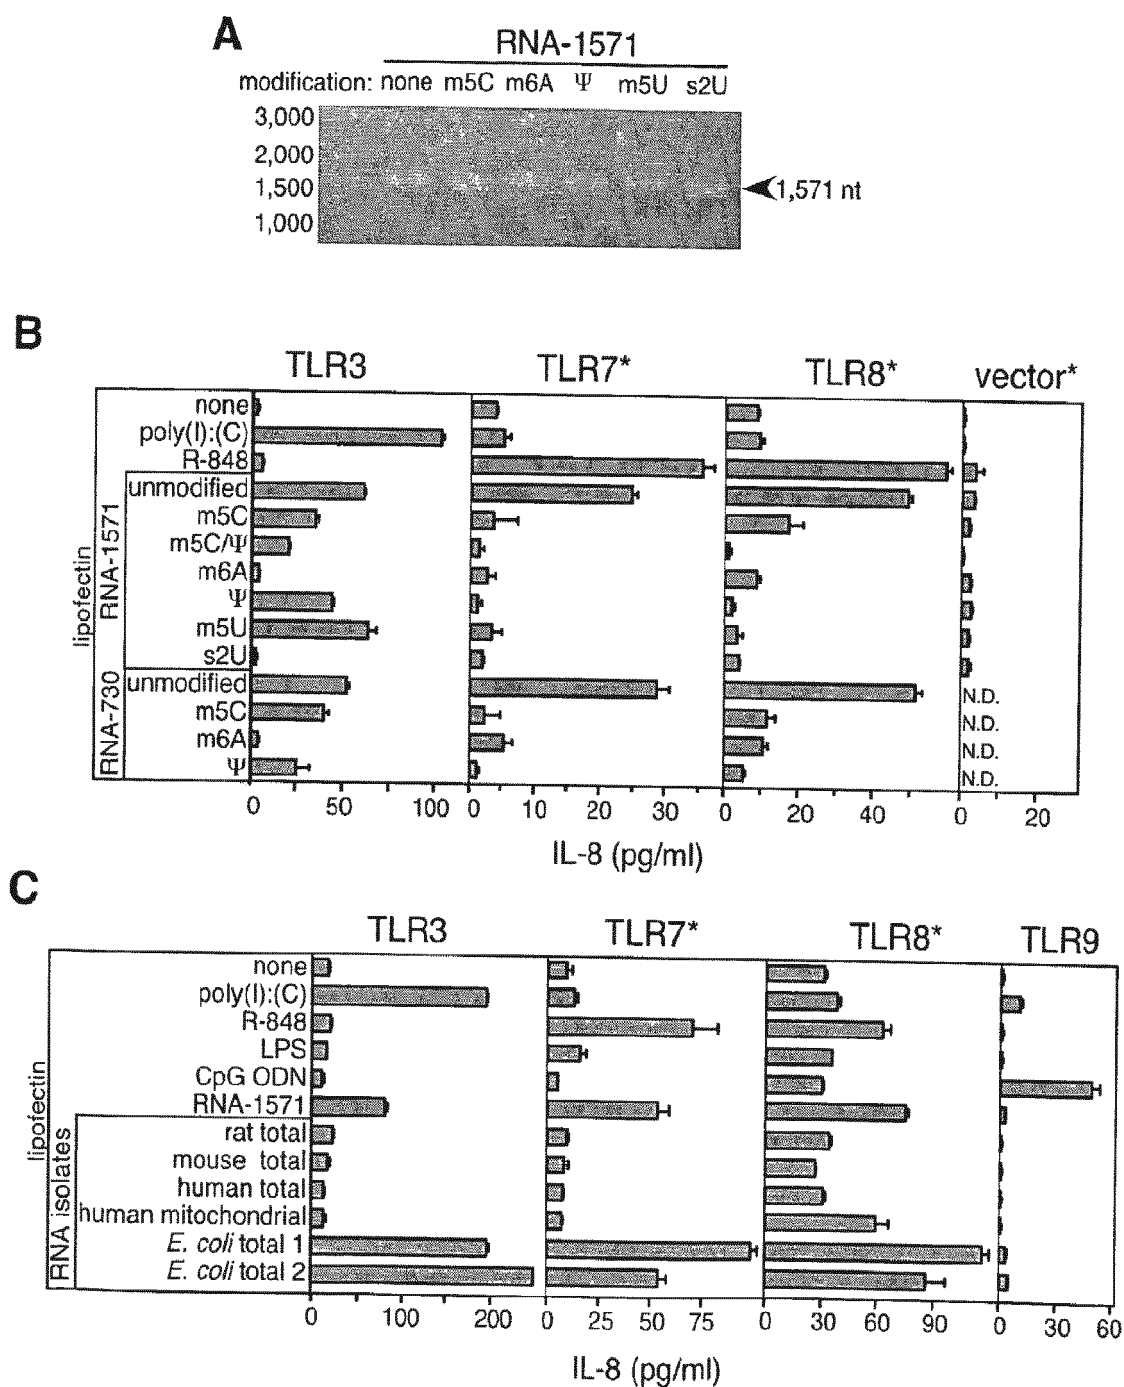 A
RNA-1571
modification: none m5C m6A Ψ m5U s2U
3,000
2,000
1,500
1,000
1,571 nt
B
TLR3 TLR7* TLR8* vector*
lipofectin
none
poly(I):(C)
R-848
RNA-1571
unmodified
m5C
m5C/Ψ
m6A
Ψ
m5U
s2U
RNA-730
unmodified N.D.
m5C N.D.
m6A N.D.
Ψ N.D.
0 50 100 0 10 20 30 0 20 40 0 20
IL-8 (pg/ml)
C
TLR3 TLR7* TLR8* TLR9
lipofectin
none
poly(I):(C)
R-848
LPS
CpG ODN
RNA-1571
RNA isolates
rat total
mouse total
human total
human mitochondrial
E. coli total 1
E. coli total 2
0 100 200 0 25 50 75 0 30 60 90 0 30 60
IL-8 (pg/ml)